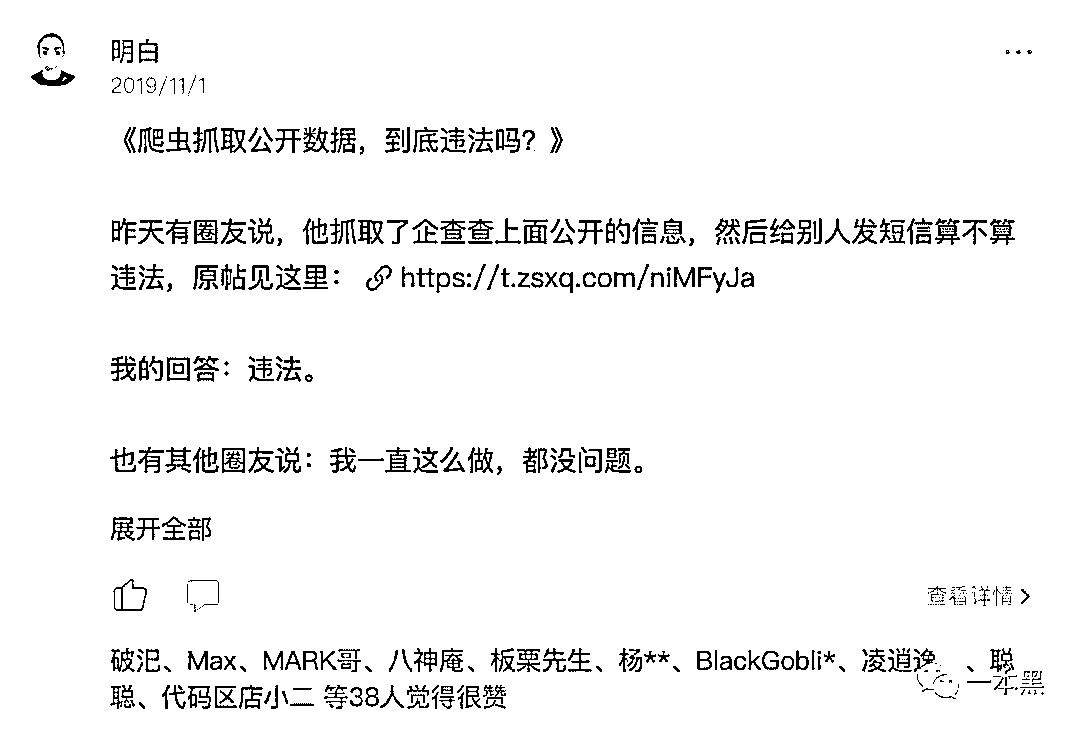 明白
2019/11/1
《爬虫抓取公开数据，到底违法吗？》
昨天有圈友说，他抓取了企查查上面公开的信息，然后给别人发短信算不算
违法，原帖见这里： https://t.zsxq.com/niMFyJa
我的回答：违法。
也有其他圈友说：我一直这么做，都没问题。
展开全部
查看详情
破汜、Max、MARK哥、八神庵、板栗先生、杨**、BlackGobli*、凌逍逸、聪
聪、代码区店小二 等38人觉得很赞
一本黑